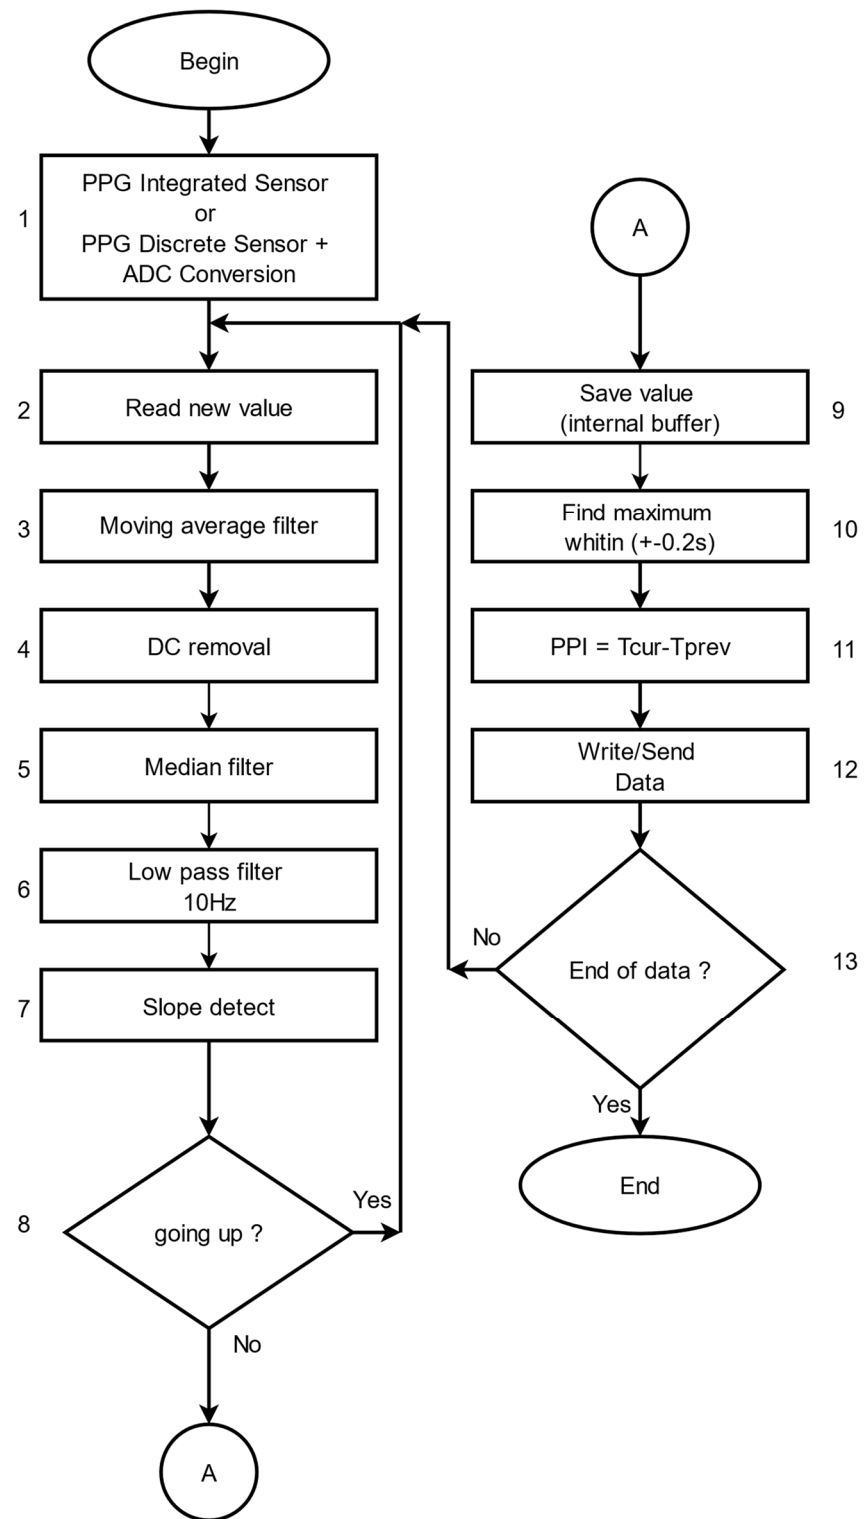 Begin
1
PPG Integrated Sensor
or
PPG Discrete Sensor +
ADC Conversion
2
Read new value
3
Moving average filter
4
DC removal
5
Median filter
6
Low pass filter
10Hz
7
Slope detect
8
going up ?
Yes
No
A
A
Save value
(internal buffer)
9
Find maximum
whitin (+-0.2s)
10
PPI = Tcur-Tprev
11
Write/Send
Data
12
End of data ?
13
No
Yes
End